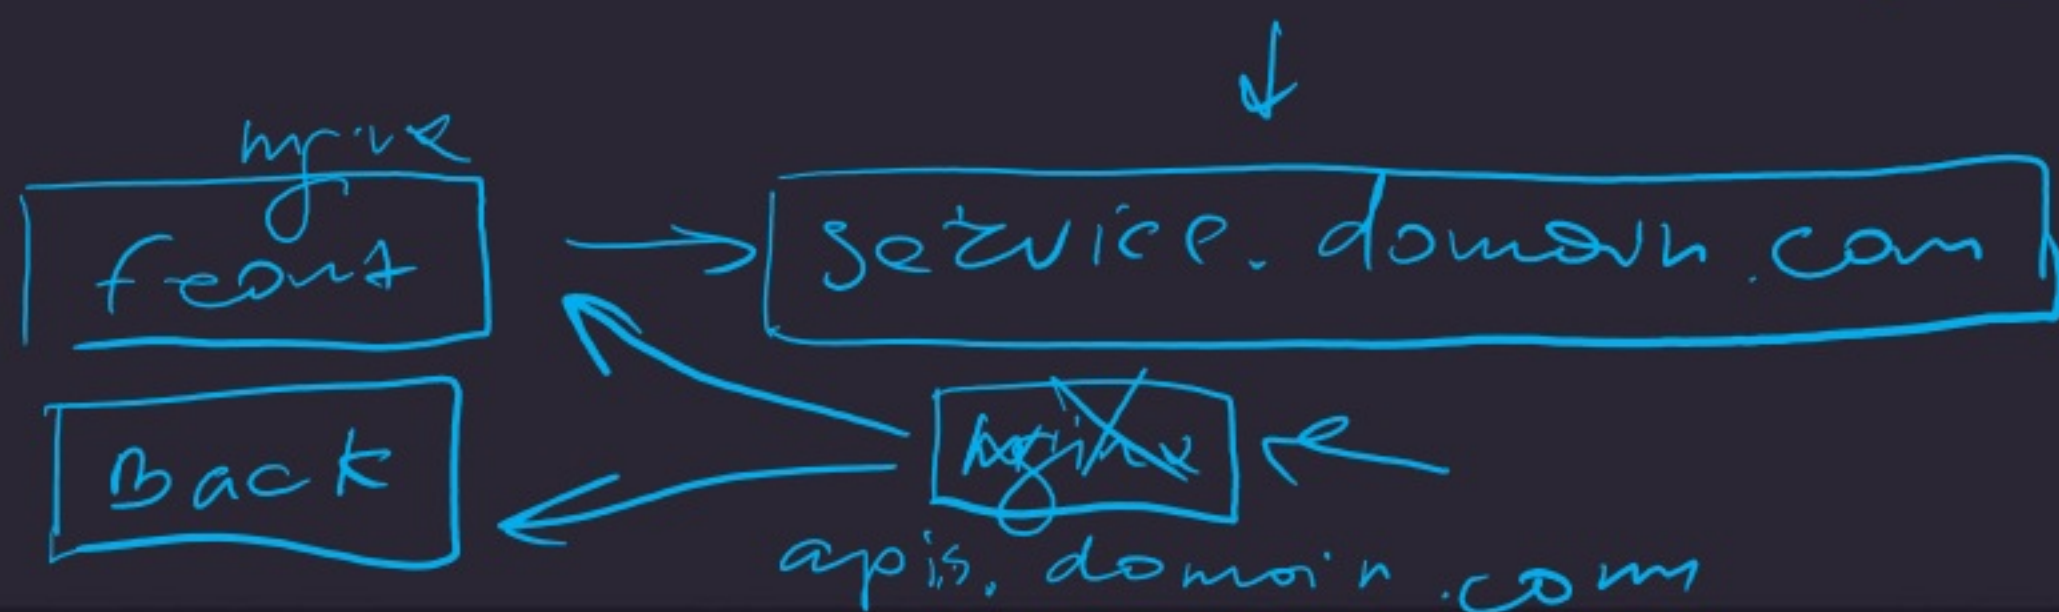 nginx
front
service.domain.com
Back
nginx
apis.domain.com